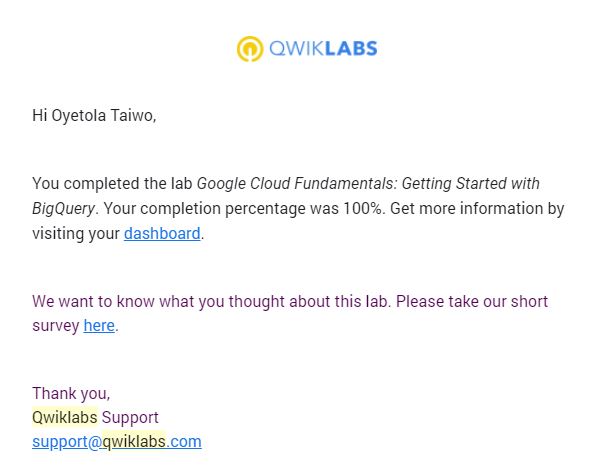 QWIKLABS
Hi Oyetola Taiwo,
You completed the lab Google Cloud Fundamentals: Getting Started with
BigQuery. Your completion percentage was 100%. Get more information by
visiting your dashboard.
We want to know what you thought about this lab. Please take our short
survey here.
Thank you,
Qwiklabs Support
support@qwiklabs.com